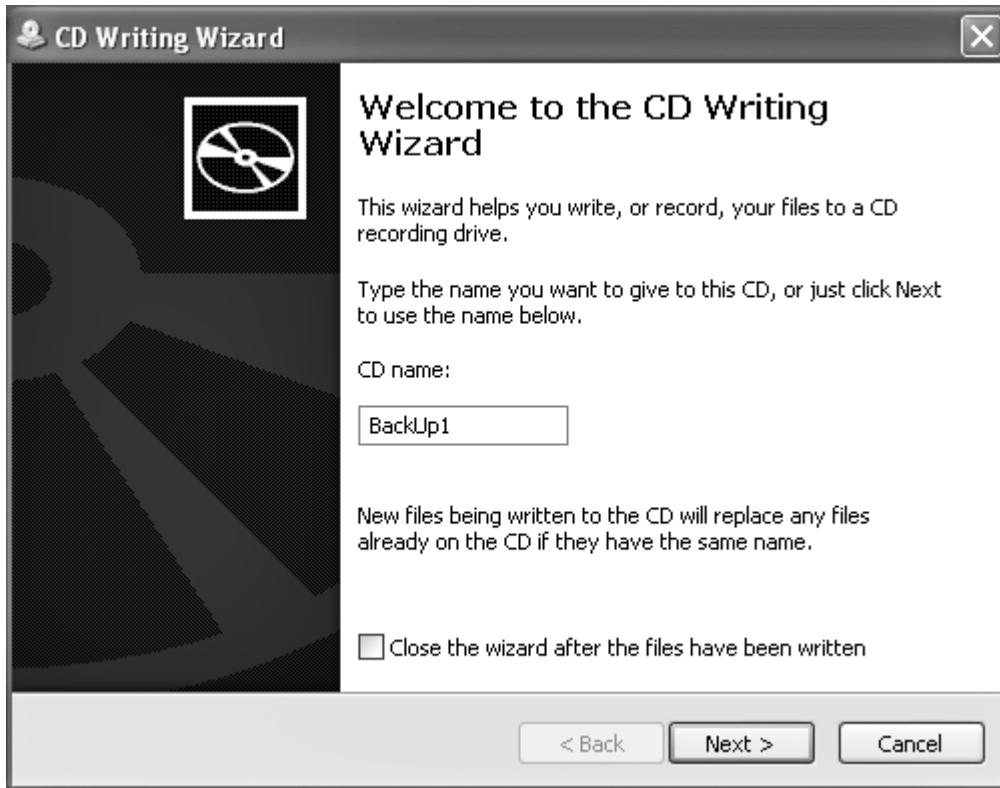 CD Writing Wizard
Welcome to the CD Writing
Wizard
This wizard helps you write, or record, your files to a CD
recording drive.
Type the name you want to give to this CD, or just click Next
to use the name below.
CD name:
BackUp1
New files being written to the CD will replace any files
already on the CD if they have the same name.
Close the wizard after the files have been written
< Back Next > Cancel